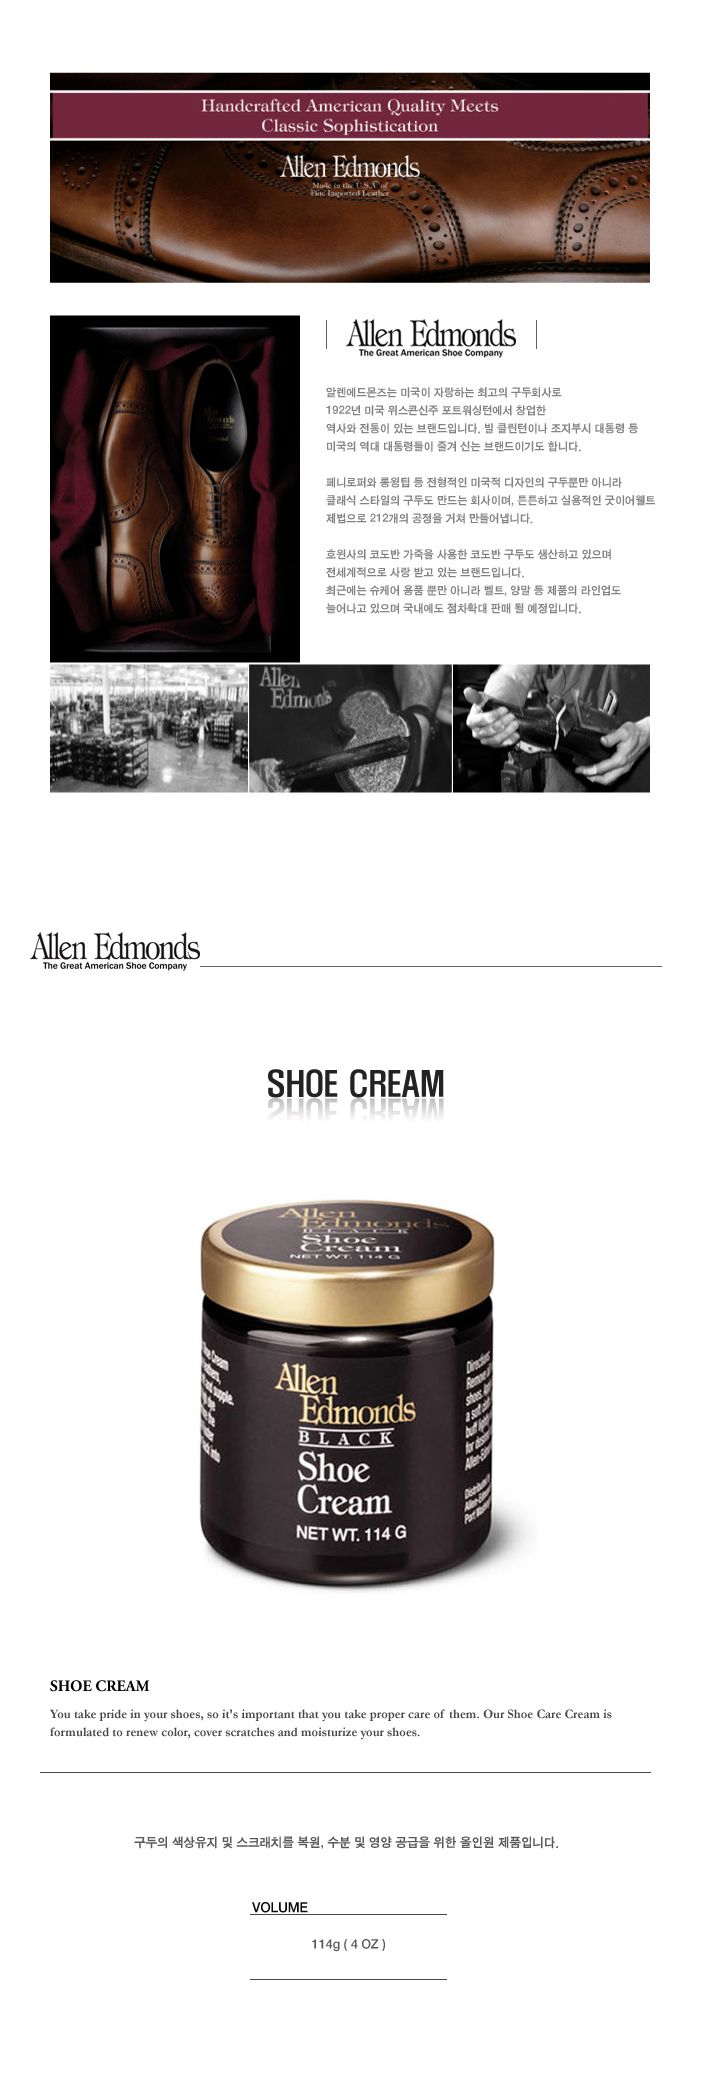 Handcrafted American Quality Meets
Classic Sophistication
Allen Edmonds
Made in the U.S.A. of
Fine Imported Leather
Allen Edmonds
The Great American Shoe Company
알렌에드몬즈는 미국이 자랑하는 최고의 구두회사로
1922년 미국 위스콘신주 포트워싱턴에서 창업한
역사와 전통이 있는 브랜드입니다. 빌 클린턴이나 조지부시 대통령 등
미국의 역대 대통령들이 즐겨 신는 브랜드이기도 합니다.
페니로퍼와 롱윙팁 등 전형적인 미국적 디자인의 구두뿐만 아니라
클래식 스타일의 구두도 만드는 회사이며, 튼튼하고 실용적인 굿이어웰트
제법으로 212개의 공정을 거쳐 만들어냅니다.
호윈사의 코도반 가죽을 사용한 코도반 구두도 생산하고 있으며
전세계적으로 사랑 받고 있는 브랜드입니다.
최근에는 슈케어 용품 뿐만 아니라 벨트, 양말 등 제품의 라인업도
늘어나고 있으며 국내에도 점차확대 판매 될 예정입니다.
Allen
Edmonds
Allen Edmonds
The Great American Shoe Company
SHOE CREAM
Allen
Edmonds
BLACK
Shoe
Cream
NET WT. 114 G
Allen
Edmonds
BLACK
Shoe
Cream
NET WT. 114 G
Cream
supple.
dye
into
Directions
Remove
shoes.
a soft
buff
for
Allen-
Distributed
Allen-
Port
SHOE CREAM
You take pride in your shoes, so it's important that you take proper care of them. Our Shoe Care Cream is
formulated to renew color, cover scratches and moisturize your shoes.
구두의 색상유지 및 스크래치를 복원, 수분 및 영양 공급을 위한 올인원 제품입니다.
VOLUME
114g ( 4 OZ )